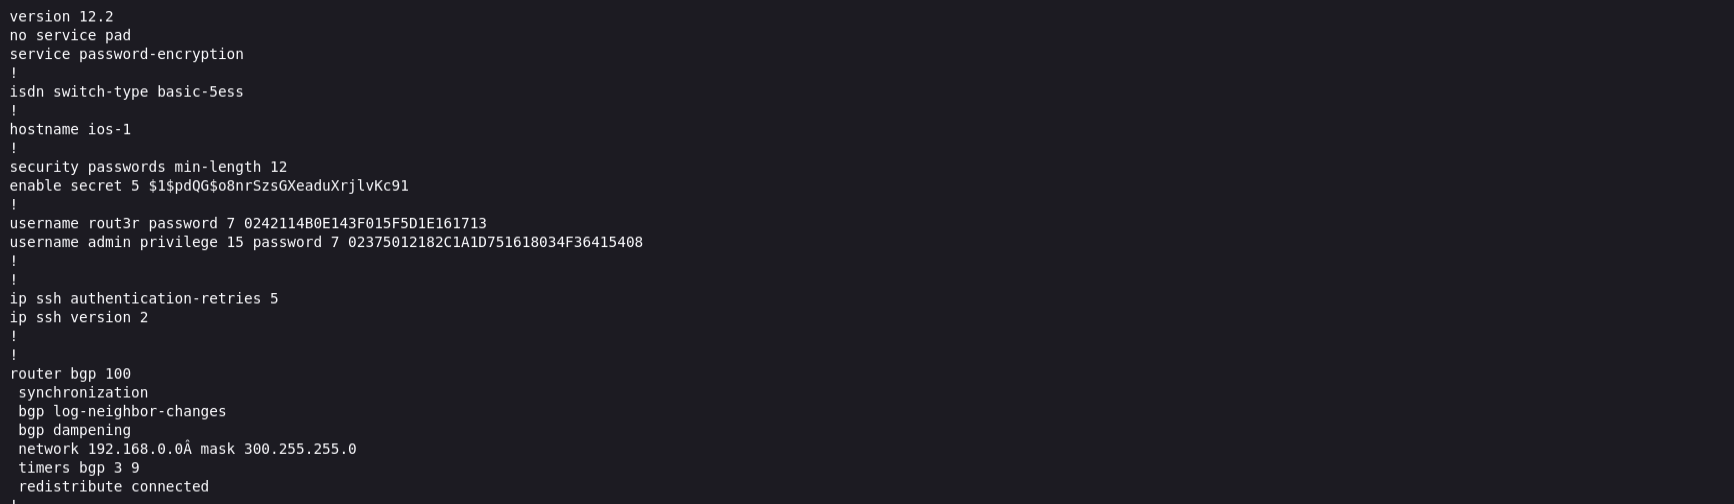 version 12.2
no service pad
service password-encryption
!
isdn switch-type basic-5ess
!
hostname ios-1
!
security passwords min-length 12
enable secret 5 $1$pdQG$o8nrSzsGXeaduXrjlvKc91
!
username rout3r password 7 0242114B0E143F015F5D1E161713
username admin privilege 15 password 7 02375012182C1A1D751618034F36415408
!
!
ip ssh authentication-retries 5
ip ssh version 2
!
!
router bgp 100
 synchronization
 bgp log-neighbor-changes
 bgp dampening
 network 192.168.0.0Â mask 300.255.255.0
 timers bgp 3 9
 redistribute connected
!